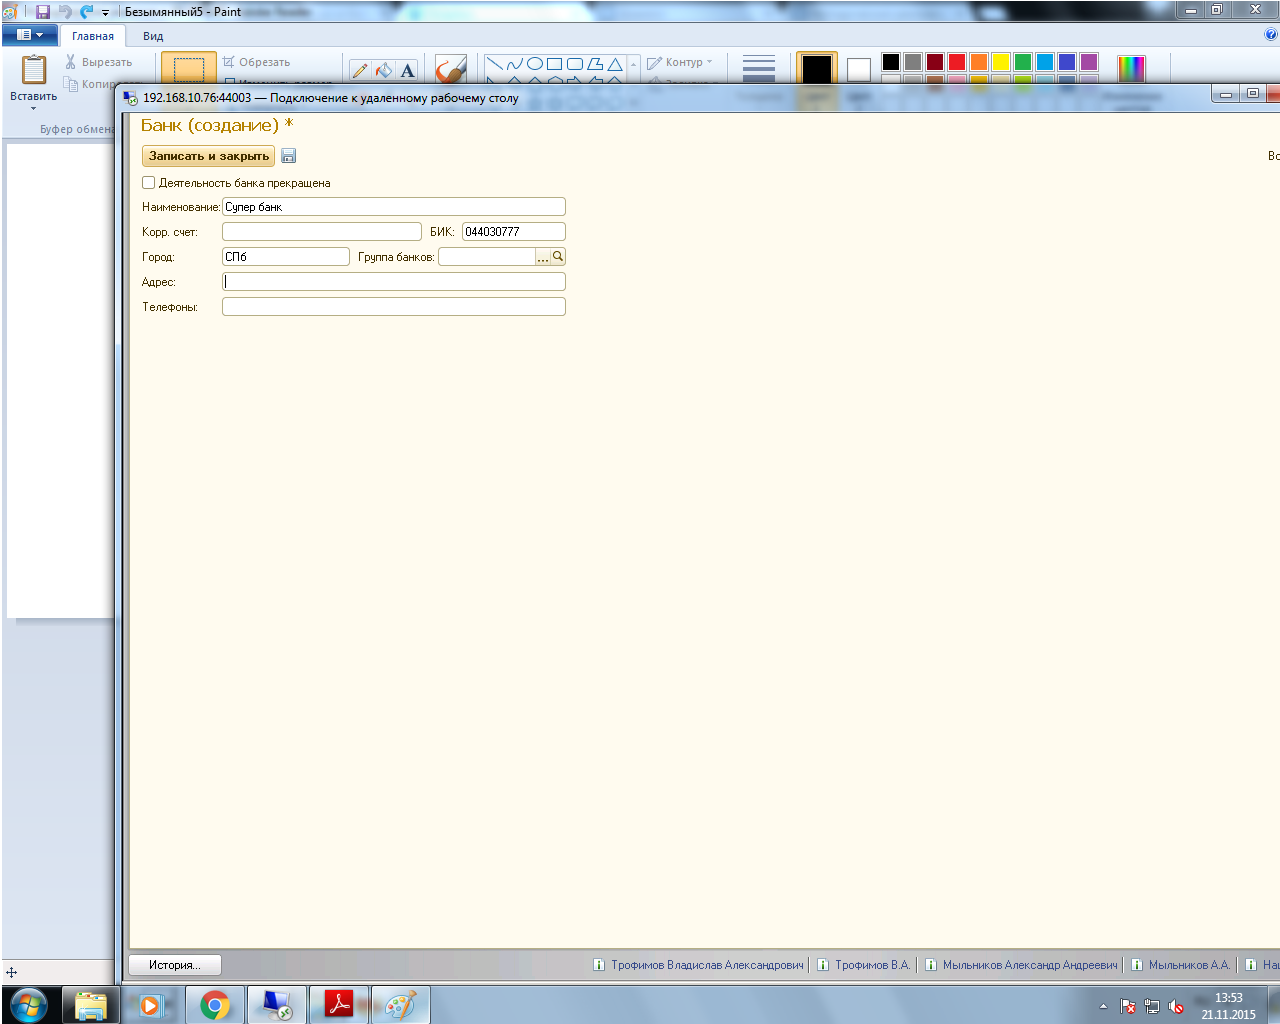 Безымянный5 - Paint
Главная Вид
Вырезать
Обрезать
Контур
Вставить
Буфер обмена
192.168.10.76:44003 — Подключение к удаленному рабочему столу
Банк (создание) *
Записать и закрыть
Вс
Деятельность банка прекращена
Наименование: Супер банк
Корр. счет: БИК: 044030777
Город: СПб Группа банков: ...
Адрес:
Телефоны:
История... Трофимов Владислав Александрович Трофимов В.А. Мыльников Александр Андреевич Мыльников А.А. Наш
13:53
21.11.2015